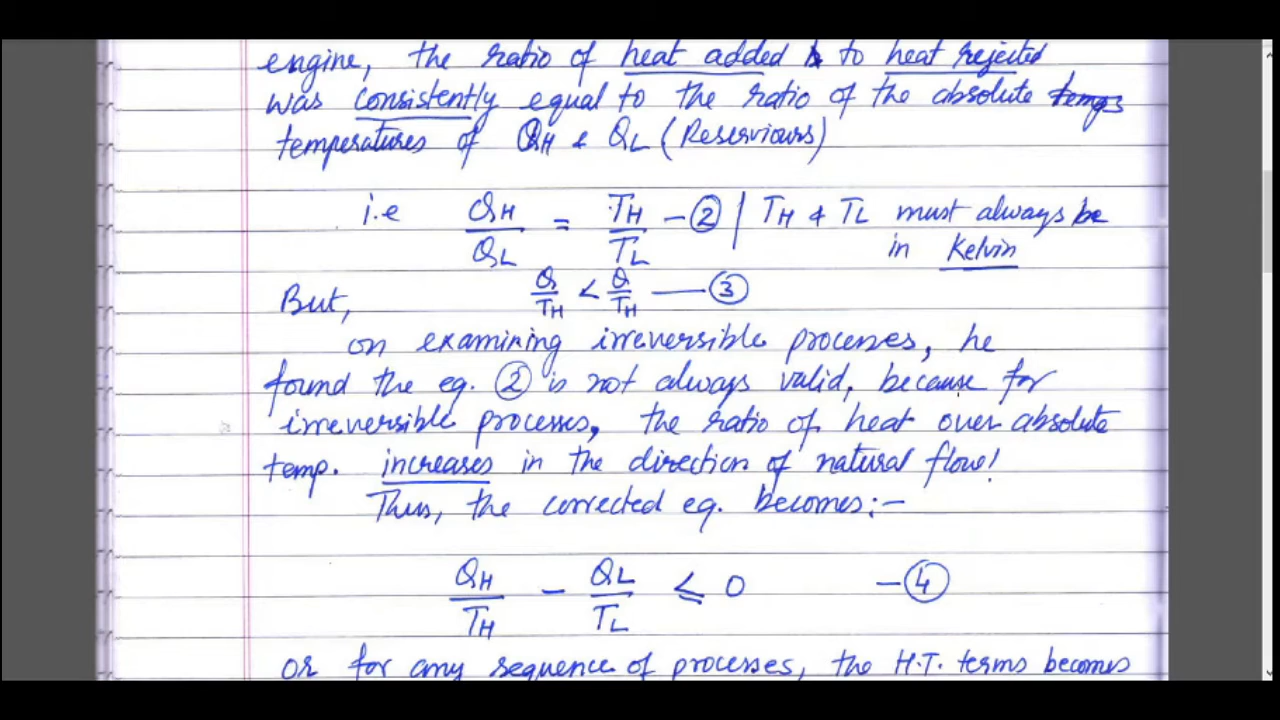 engine, the ratio of heat added to heat rejected
was consistently equal to the ratio of the absolute temps
temperatures of QH & QL (Reserviours)
i.e QH/QL = TH/TL - ② | TH & TL must always be
in Kelvin
Q/TH < Q/TH — ③
But,
on examining irreversible processes, he
found the eq. ② is not always valid, because for
irreversible processes, the ratio of heat over absolute
temp. increases in the direction of natural flow!
Thus, the corrected eq. becomes:-
QH/TH - QL/TL ≤ 0 - ④
or for any sequence of processes, the H.T. terms becomes